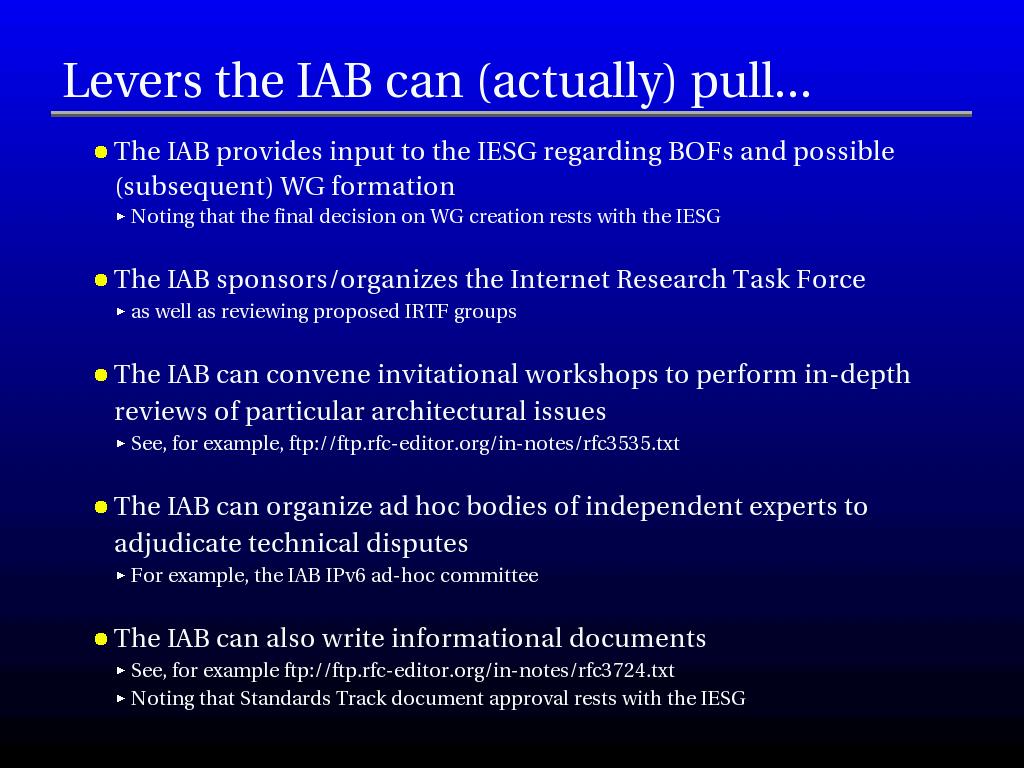 Levers the IAB can (actually) pull...
The IAB provides input to the IESG regarding BOFs and possible
(subsequent) WG formation
Noting that the final decision on WG creation rests with the IESG
The IAB sponsors/organizes the Internet Research Task Force
as well as reviewing proposed IRTF groups
The IAB can convene invitational workshops to perform in-depth
reviews of particular architectural issues
See, for example, ftp://ftp.rfc-editor.org/in-notes/rfc3535.txt
The IAB can organize ad hoc bodies of independent experts to
adjudicate technical disputes
For example, the IAB IPv6 ad-hoc committee
The IAB can also write informational documents
See, for example ftp://ftp.rfc-editor.org/in-notes/rfc3724.txt
Noting that Standards Track document approval rests with the IESG